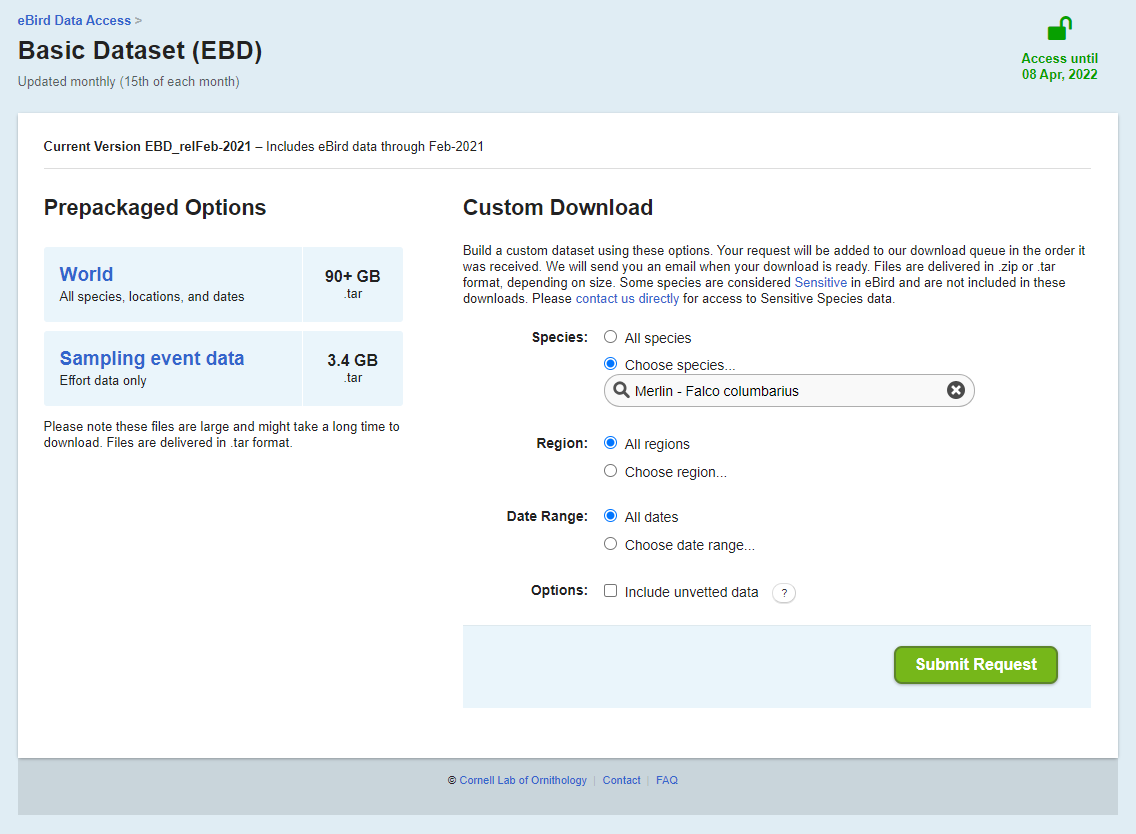 eBird Data Access >
Basic Dataset (EBD)
Updated monthly (15th of each month)
Access until
08 Apr, 2022
Current Version EBD_relFeb-2021 – Includes eBird data through Feb-2021
Prepackaged Options
World
All species, locations, and dates
90+ GB
.tar
Sampling event data
Effort data only
3.4 GB
.tar
Please note these files are large and might take a long time to
download. Files are delivered in .tar format.
Custom Download
Build a custom dataset using these options. Your request will be added to our download queue in the order it
was received. We will send you an email when your download is ready. Files are delivered in .zip or .tar
format, depending on size. Some species are considered Sensitive in eBird and are not included in these
downloads. Please contact us directly for access to Sensitive Species data.
Species: All species
Choose species...
Merlin - Falco columbarius
Region: All regions
Choose region...
Date Range: All dates
Choose date range...
Options: Include unvetted data ?
Submit Request
© Cornell Lab of Ornithology | Contact | FAQ